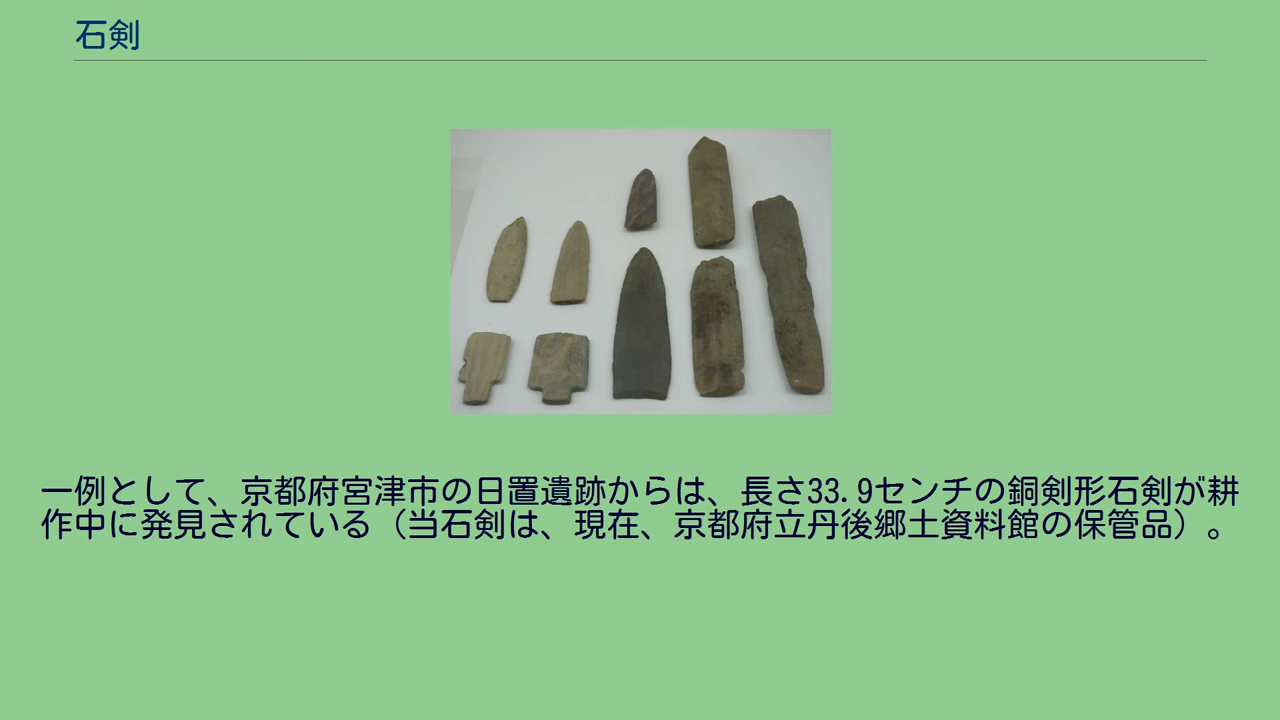 石剣
一例として、京都府宮津市の日置遺跡からは、長さ33.9センチの銅剣形石剣が耕
作中に発見されている（当石剣は、現在、京都府立丹後郷土資料館の保管品）。